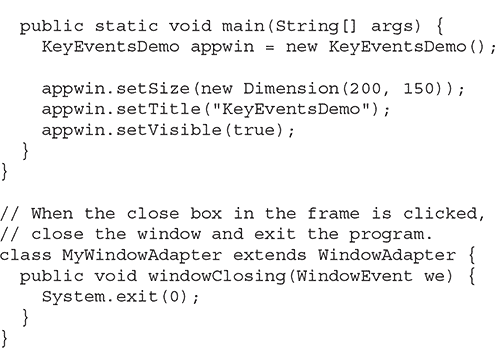 public static void main(String[] args) {
    KeyEventsDemo appwin = new KeyEventsDemo();

    appwin.setSize(new Dimension(200, 150));
    appwin.setTitle("KeyEventsDemo");
    appwin.setVisible(true);
  }
}

// When the close box in the frame is clicked,
// close the window and exit the program.
class MyWindowAdapter extends WindowAdapter {
  public void windowClosing(WindowEvent we) {
    System.exit(0);
  }
}